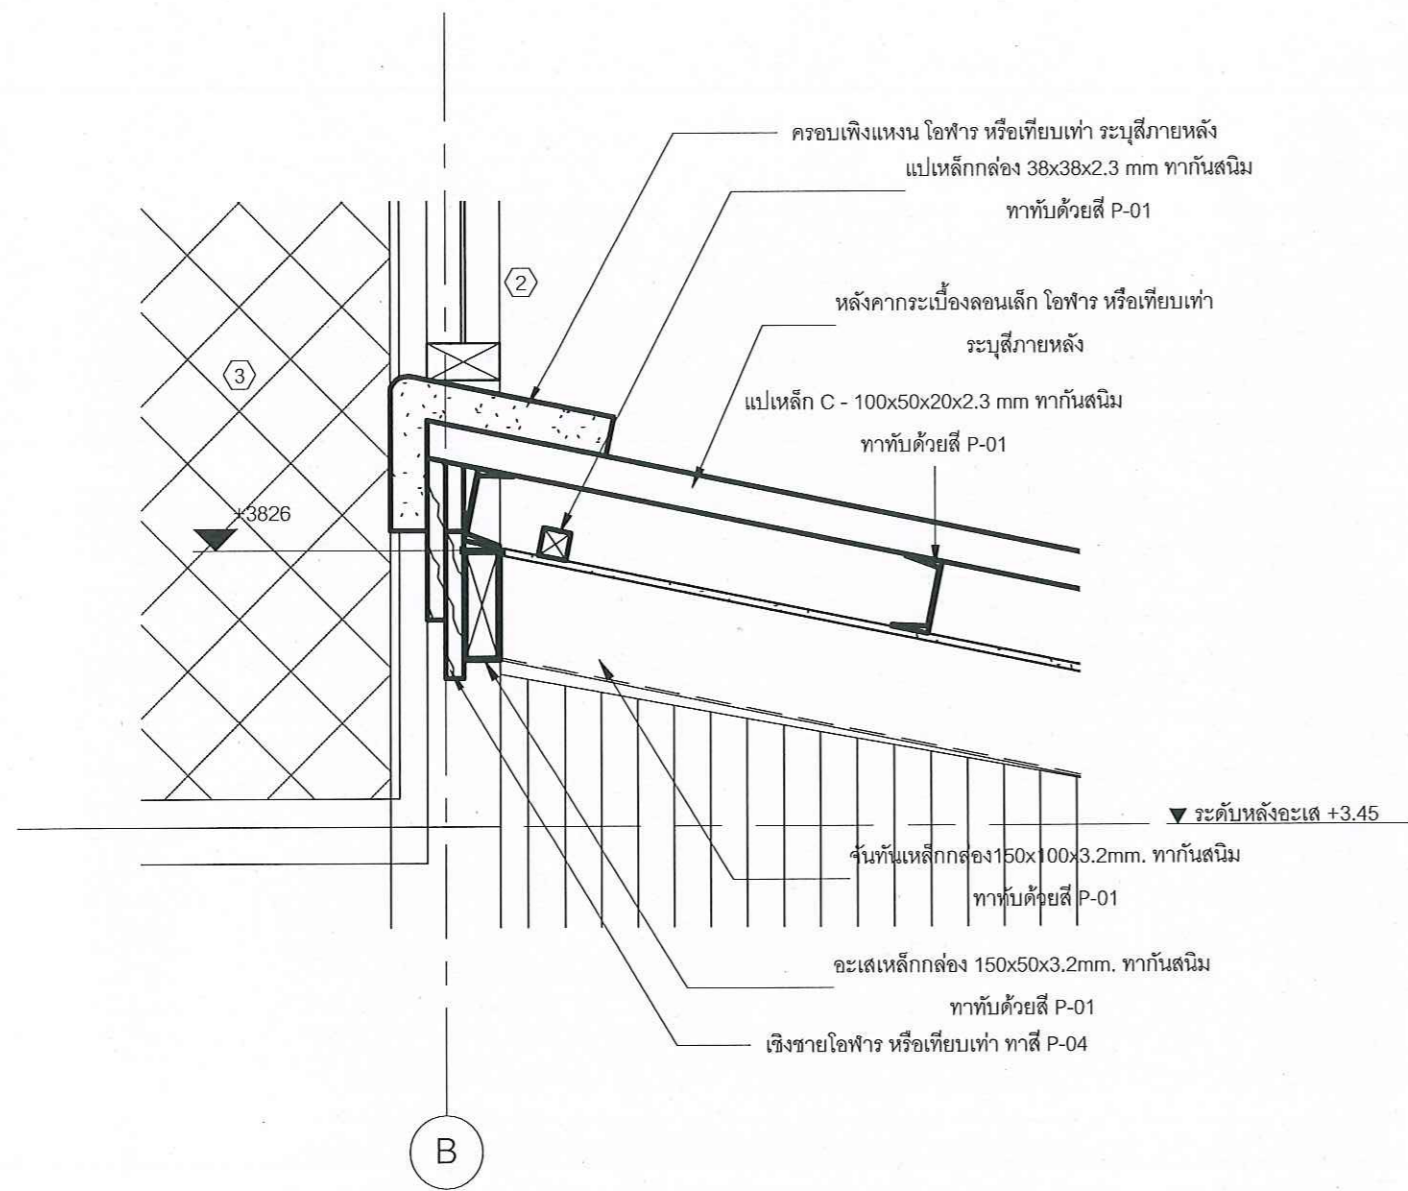 ครอบเพิงแหงน โอฬาร หรือเทียบเท่า ระบุสีภายหลัง
แปเหล็กกล่อง 38x38x2.3 mm ทากันสนิม
ทาทับด้วยสี P-01
2
หลังคากระเบื้องลอนเล็ก โอฬาร หรือเทียบเท่า
ระบุสีภายหลัง
3
แปเหล็ก C - 100x50x20x2.3 mm ทากันสนิม
ทาทับด้วยสี P-01
+3826
ระดับหลังอะเส +3.45
จันทันเหล็กกล่อง150x100x3.2mm. ทากันสนิม
ทาทับด้วยสี P-01
อะเสเหล็กกล่อง 150x50x3.2mm. ทากันสนิม
ทาทับด้วยสี P-01
เชิงชายโอฬาร หรือเทียบเท่า ทาสี P-04
B